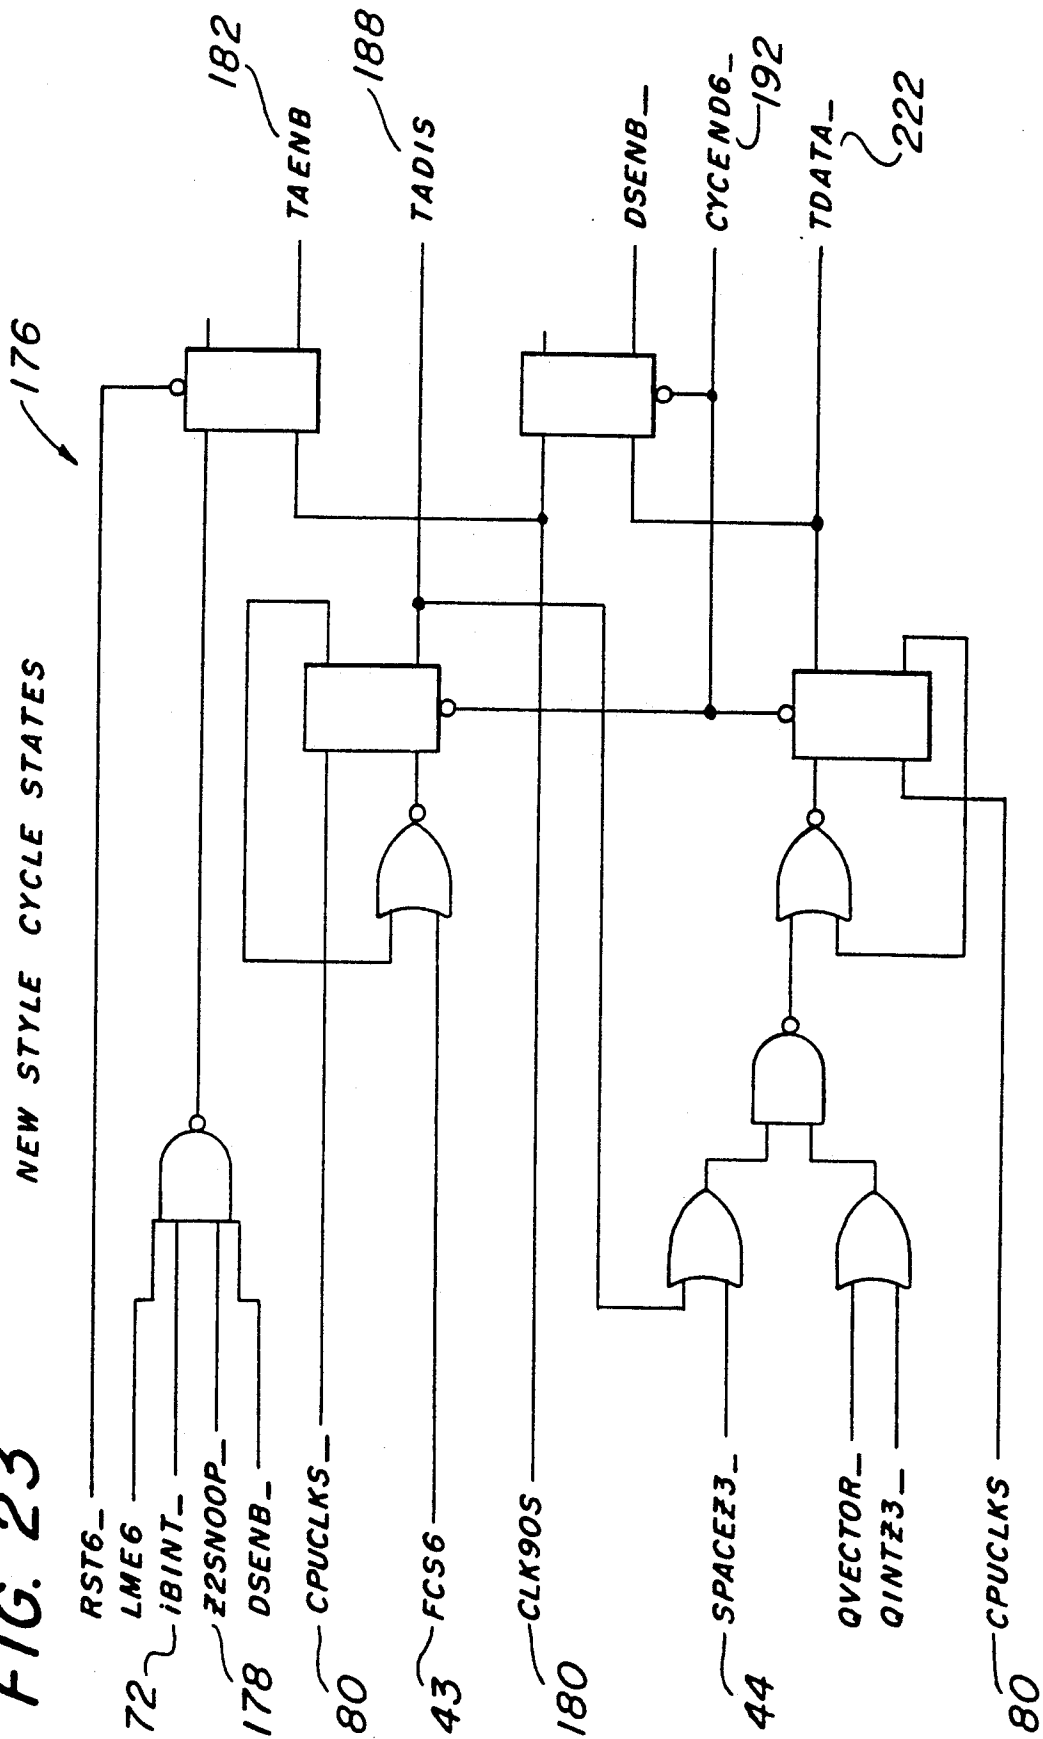 FIG. 23
NEW STYLE CYCLE STATES
176
RST6_
LME6
72 iBINT_
Z2SNOOP_
178
DSENB_
80 CPUCLKS_
43 FCS6
CLK90S
180
44 SPACEZ3_
QVECTOR_
QINTZ3_
CPUCLKS
80
182
TAENB
188
TADIS
DSENB_
CYCEND6_
192
TDATA_
222